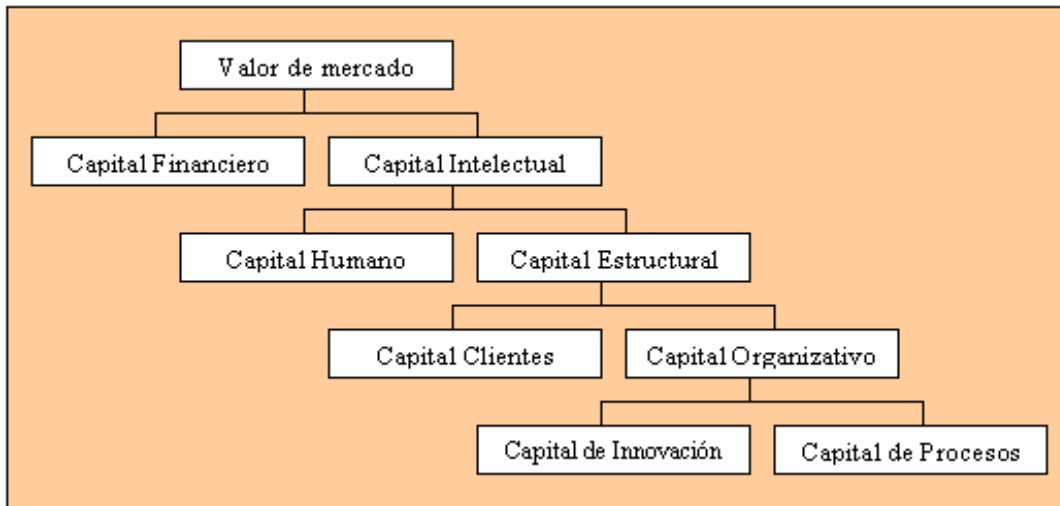 Valor de mercado
Capital Financiero
Capital Intelectual
Capital Humano
Capital Estructural
Capital Clientes
Capital Organizativo
Capital de Innovación
Capital de Procesos